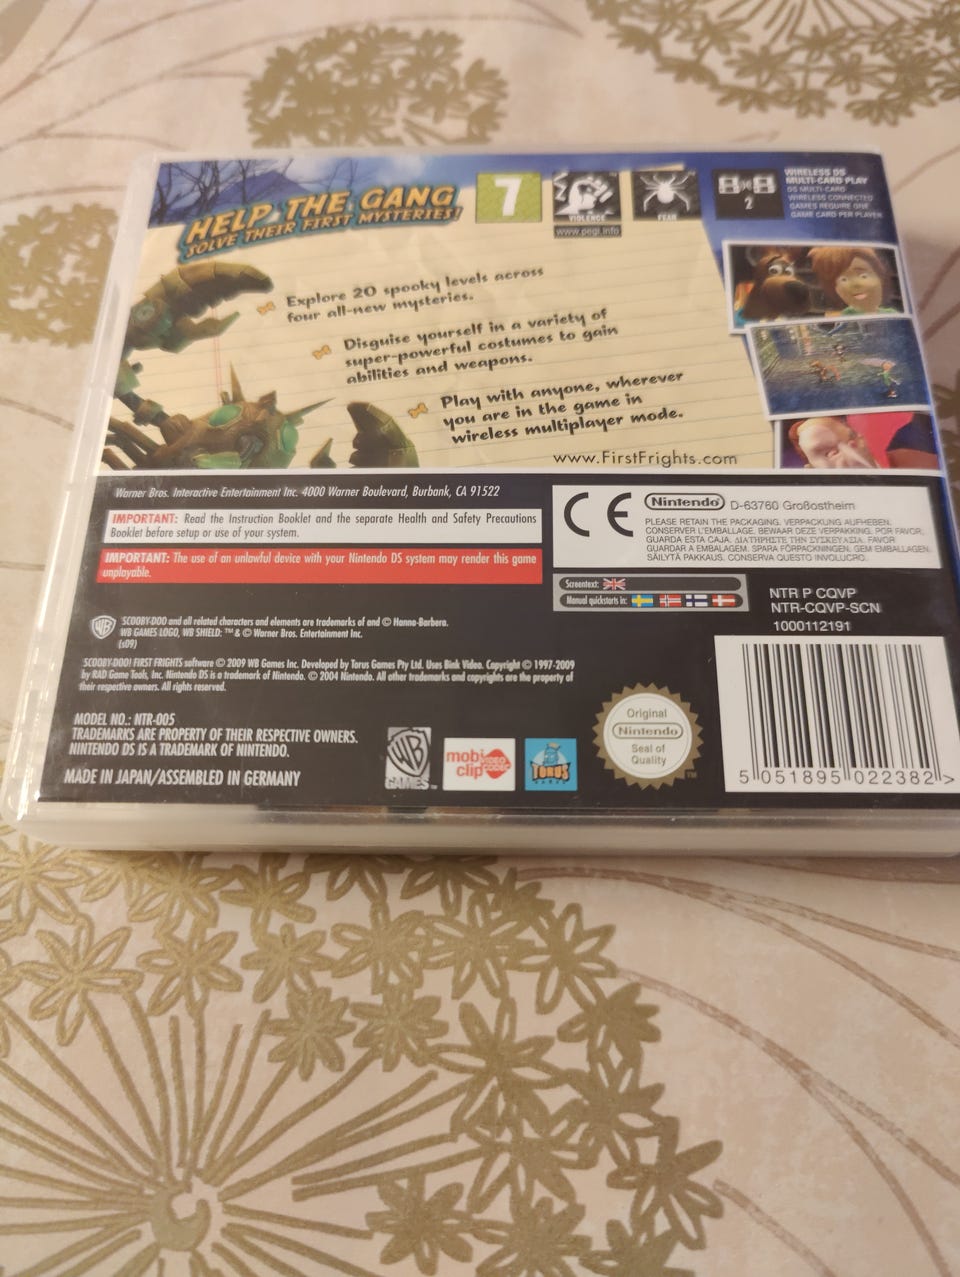 HELP THE GANG
SOLVE THEIR FIRST MYSTERIES!
7
VIOLENCE
www.pegi.info
FEAR
2
WIRELESS DS
MULTI-CARD PLAY
DS MULTI-CARD
WIRELESS CONNECTED
GAMES REQUIRE ONE
GAME CARD PER PLAYER
Explore 20 spooky levels across
four all-new mysteries.
Disguise yourself in a variety of
super-powerful costumes to gain
abilities and weapons.
Play with anyone, wherever
you are in the game in
wireless multiplayer mode.
www.FirstFrights.com
Warner Bros. Interactive Entertainment Inc. 4000 Warner Boulevard, Burbank, CA 91522
IMPORTANT: Read the Instruction Booklet and the separate Health and Safety Precautions
Booklet before setup or use of your system.
IMPORTANT: The use of an unlawful device with your Nintendo DS system may render this game
unplayable.
CE Nintendo D-63760 Großostheim
PLEASE RETAIN THE PACKAGING. VERPACKUNG AUFHEBEN.
CONSERVER L'EMBALLAGE. BEWAAR DEZE VERPAKKING. POR FAVOR,
GUARDA ESTA CAJA. ΔΙΑΤΗΡΗΣΤΕ ΤΗΝ ΣΥΣΚΕΥΑΣΙΑ. FAVOR
GUARDAR A EMBALAGEM. SPARA FÖRPACKNINGEN. GEM EMBALLAGEN.
SÄILYTÄ PAKKAUS. CONSERVA QUESTO INVOLUCRO.
Screentext:
Manual quickstarts in:
NTR P CQVP
NTR-CQVP-SCN
1000112191
WB
SCOOBY-DOO and all related characters and elements are trademarks of and © Hanna-Barbera.
WB GAMES LOGO, WB SHIELD: ™ & © Warner Bros. Entertainment Inc.
(s09)
SCOOBY-DOO! FIRST FRIGHTS software © 2009 WB Games Inc. Developed by Torus Games Pty Ltd. Uses Bink Video. Copyright © 1997-2009
by RAD Game Tools, Inc. Nintendo DS is a trademark of Nintendo. © 2004 Nintendo. All other trademarks and copyrights are the property of
their respective owners. All rights reserved.
MODEL NO.: NTR-005
TRADEMARKS ARE PROPERTY OF THEIR RESPECTIVE OWNERS.
NINTENDO DS IS A TRADEMARK OF NINTENDO.
MADE IN JAPAN/ASSEMBLED IN GERMANY
WB
GAMES™
mobi
clip
VIDEO
CODEC
TORUS
GAMES
Original
Nintendo
Seal of
Quality
TM
5 051895 022382 >